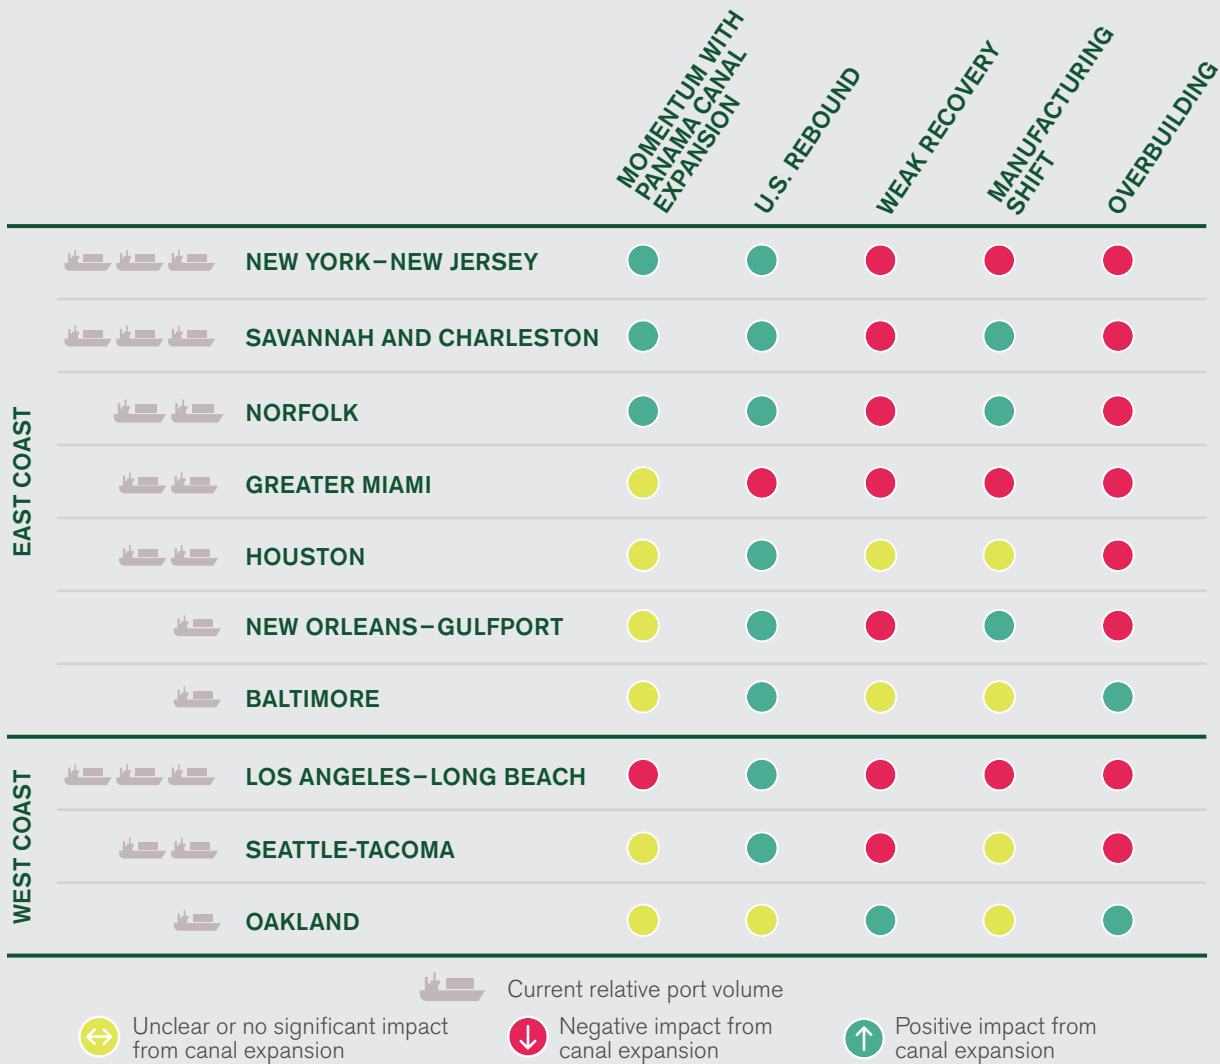 MOMENTUM WITH
PANAMA CANAL
EXPANSION
U.S. REBOUND
WEAK RECOVERY
MANUFACTURING
SHIFT
OVERBUILDING
EAST COAST
NEW YORK–NEW JERSEY
SAVANNAH AND CHARLESTON
NORFOLK
GREATER MIAMI
HOUSTON
NEW ORLEANS–GULFPORT
BALTIMORE
WEST COAST
LOS ANGELES–LONG BEACH
SEATTLE-TACOMA
OAKLAND
Current relative port volume
Unclear or no significant impact
from canal expansion
Negative impact from
canal expansion
Positive impact from
canal expansion